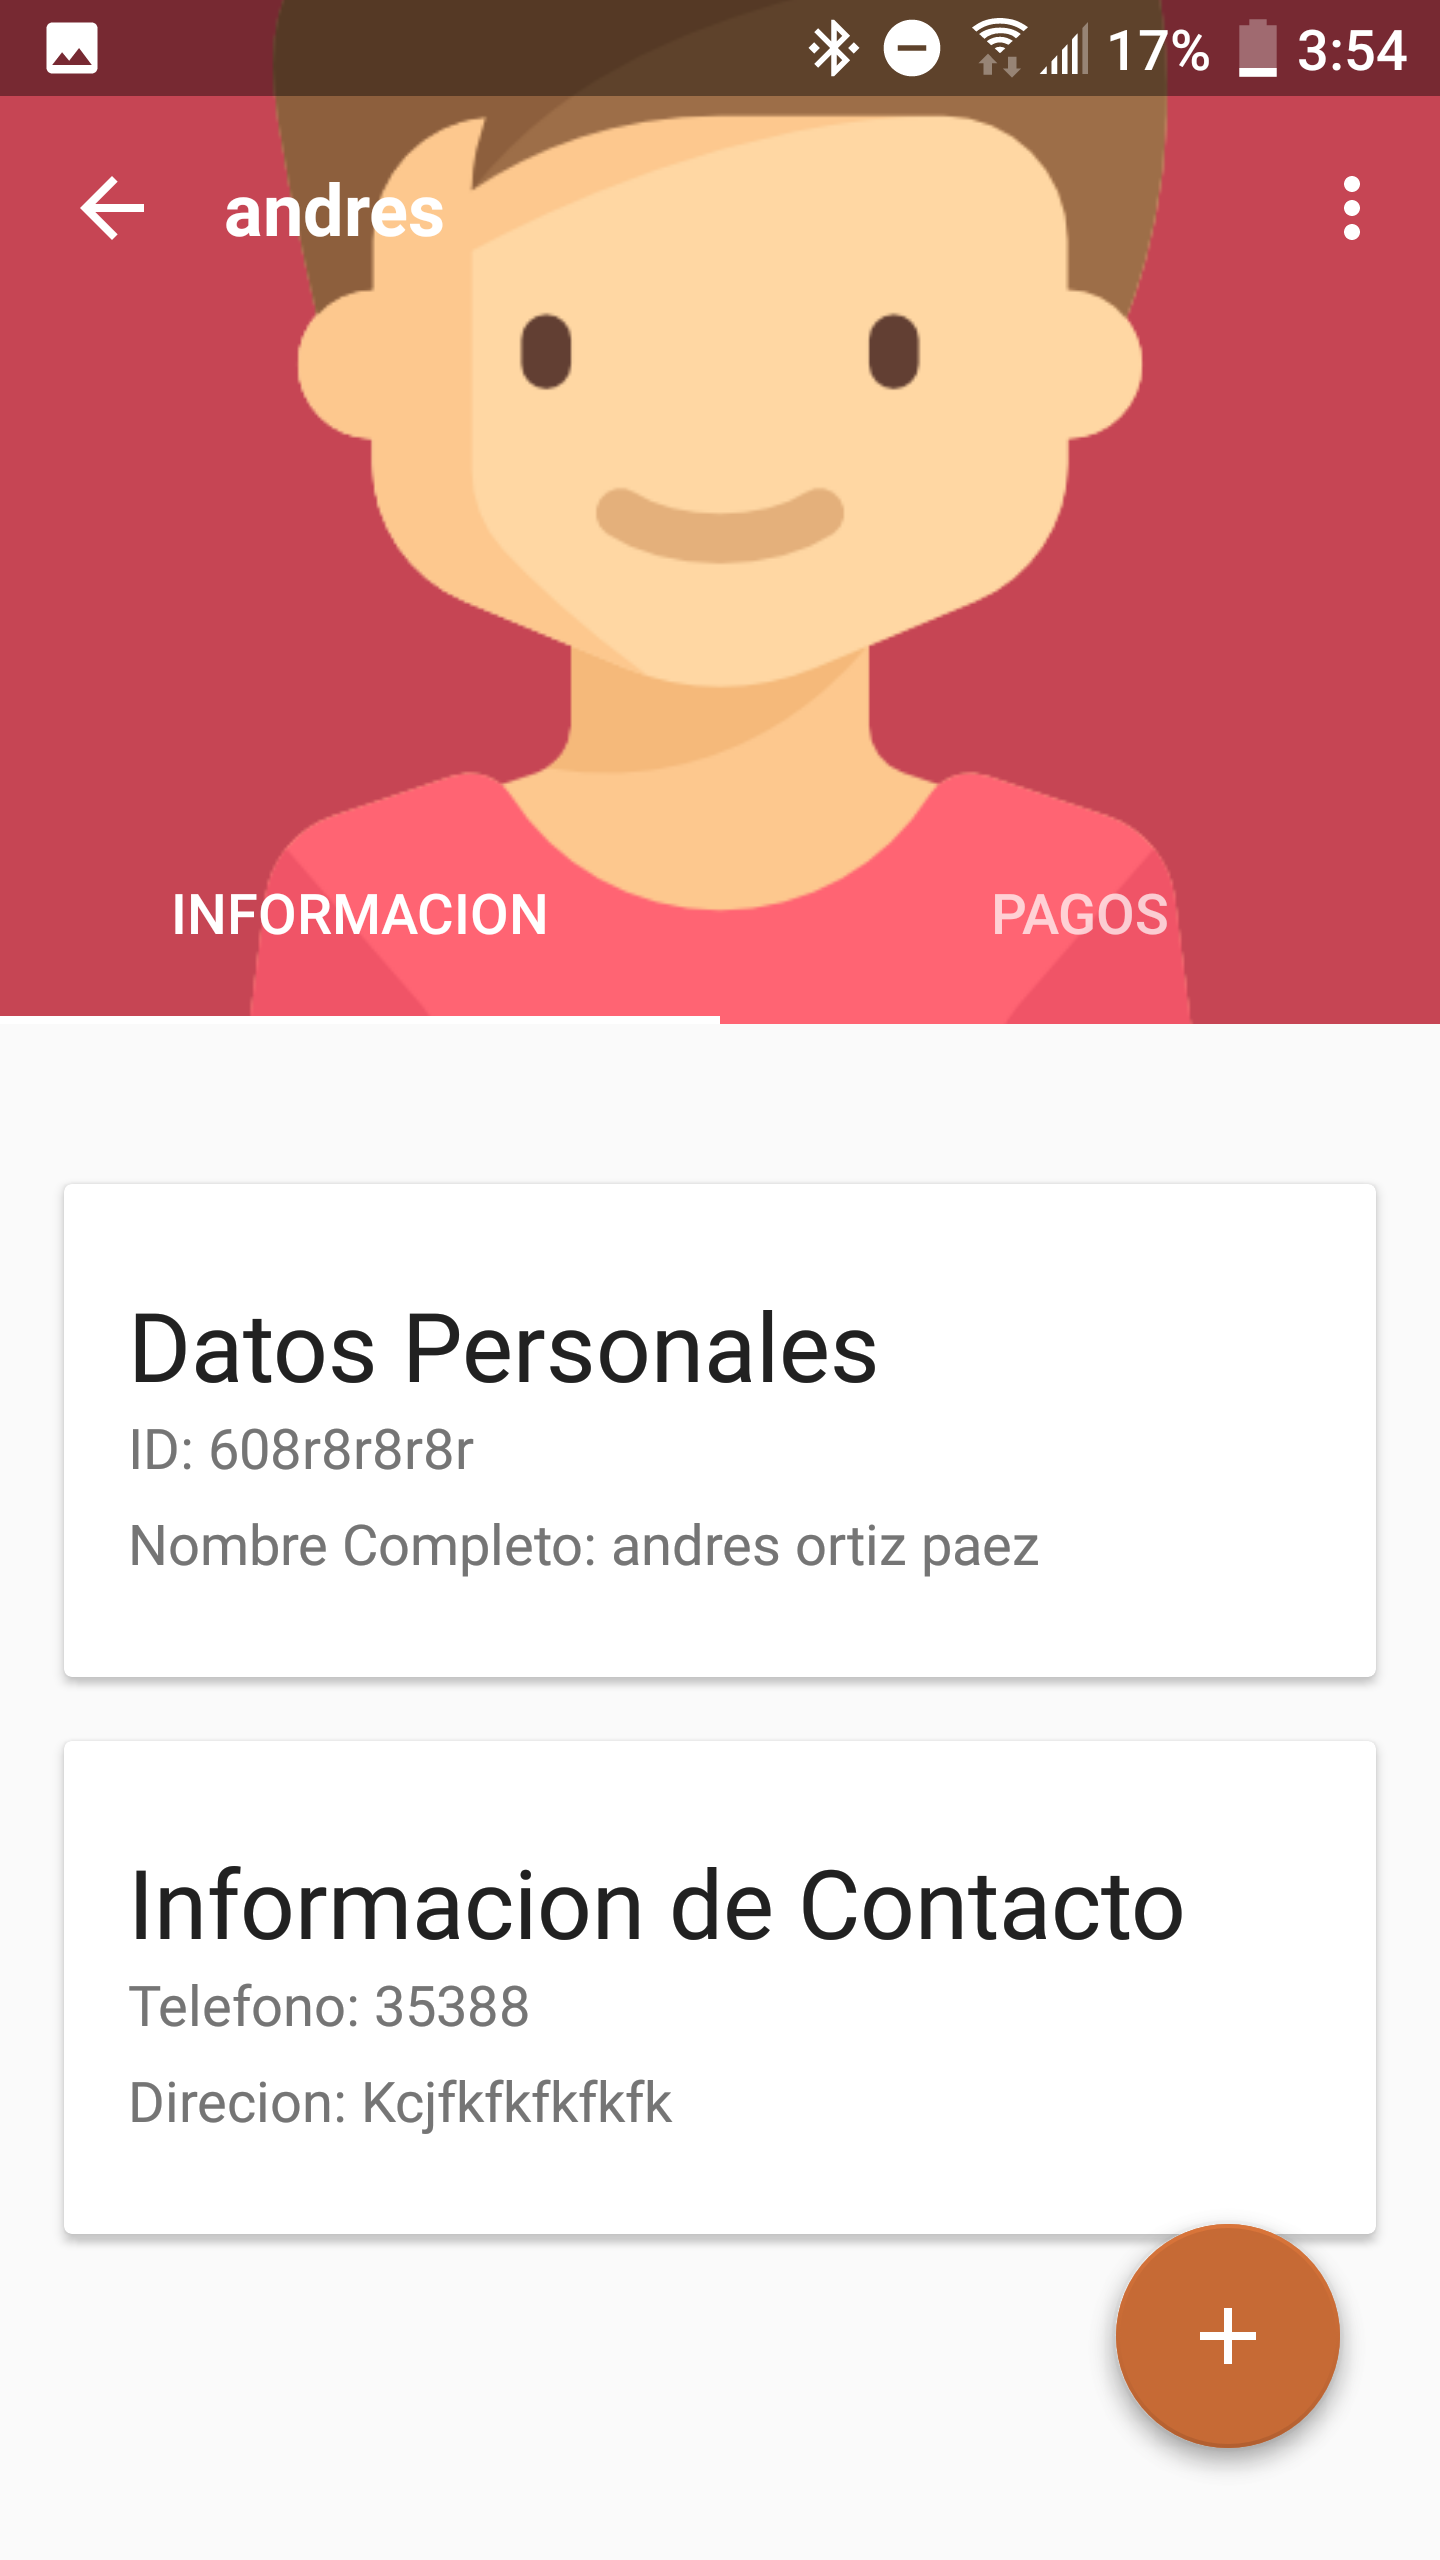 17% 3:54
andres
INFORMACION PAGOS
Datos Personales
ID: 608r8r8r8r
Nombre Completo: andres ortiz paez
Informacion de Contacto
Telefono: 35388
Direcion: Kcjfkfkfkfkfk